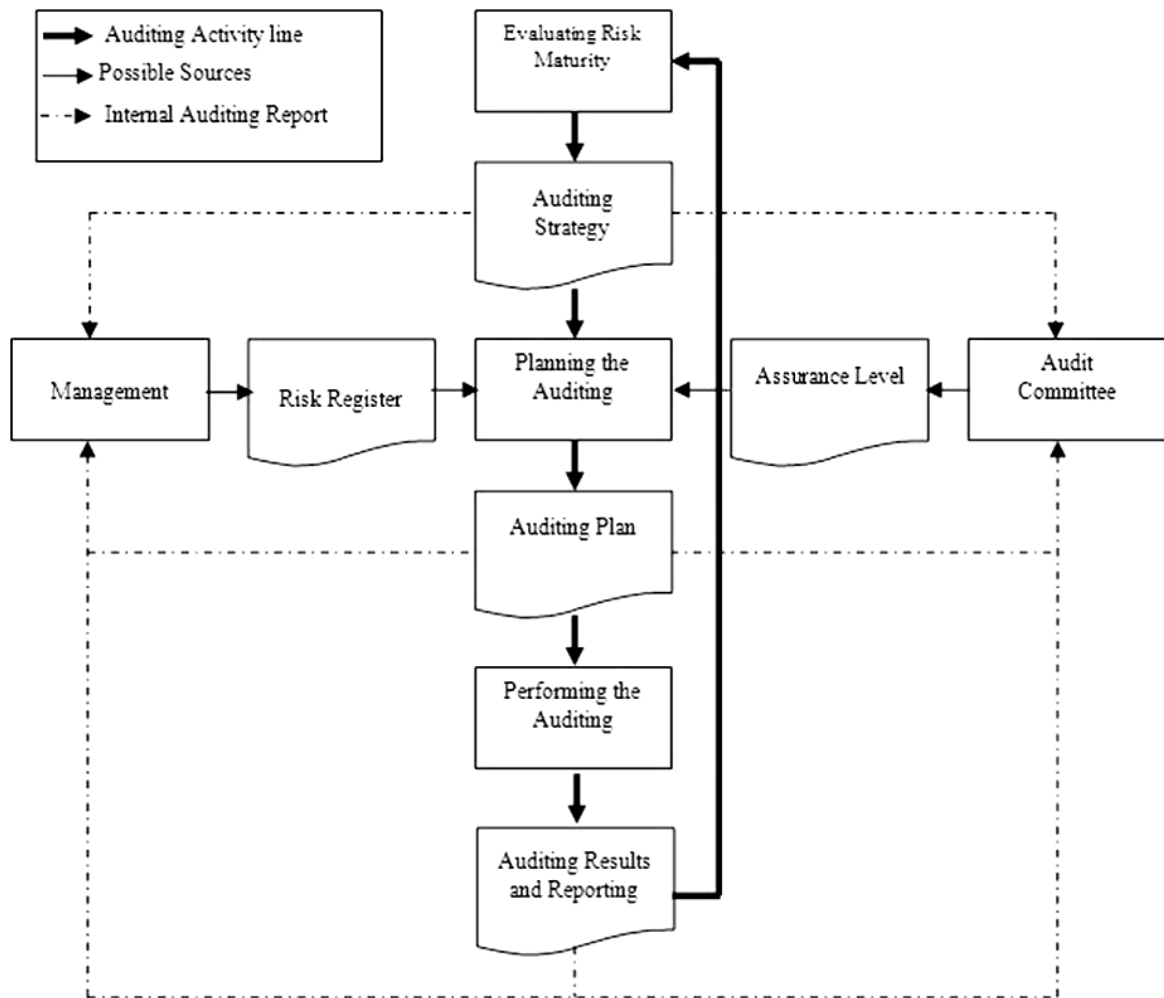 Auditing Activity line
Possible Sources
Internal Auditing Report
Evaluating Risk
Maturity
Auditing
Strategy
Management
Risk Register
Planning the
Auditing
Assurance Level
Audit
Committee
Auditing Plan
Performing the
Auditing
Auditing Results
and Reporting